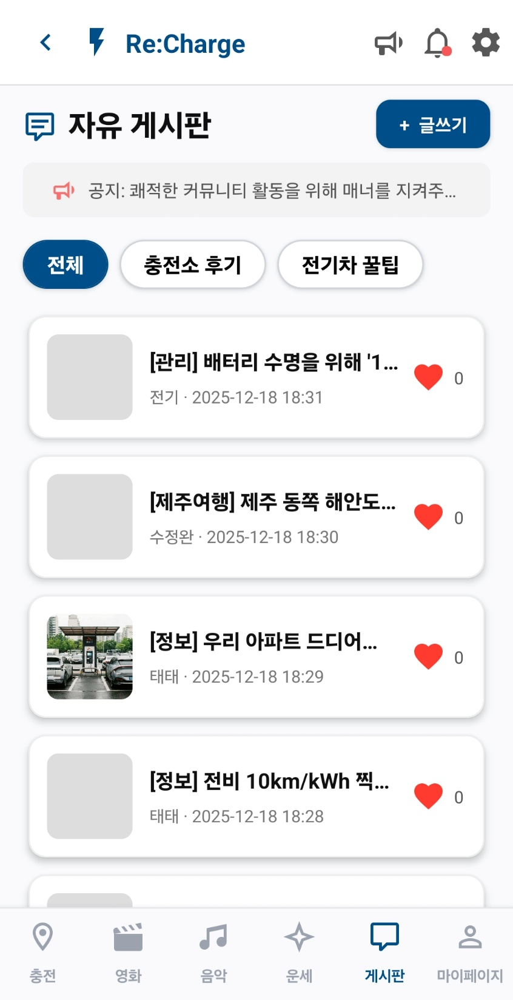 Re:Charge
자유 게시판
+ 글쓰기
공지: 쾌적한 커뮤니티 활동을 위해 매너를 지켜주...
전체
충전소 후기
전기차 꿀팁
[관리] 배터리 수명을 위해 '1...
전기 · 2025-12-18 18:31
0
[제주여행] 제주 동쪽 해안도...
수정완 · 2025-12-18 18:30
0
[정보] 우리 아파트 드디어...
태태 · 2025-12-18 18:29
0
[정보] 전비 10km/kWh 찍...
태태 · 2025-12-18 18:28
0
충전
영화
음악
운세
게시판
마이페이지